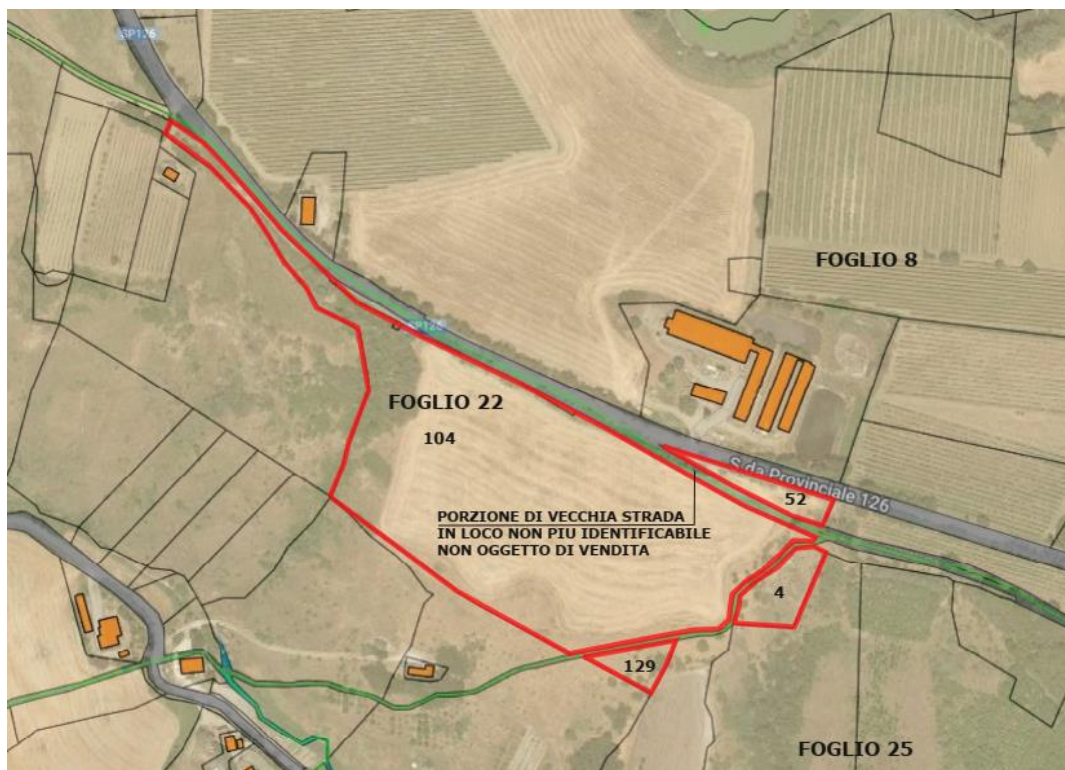 SP126
FOGLIO 8
SP126
FOGLIO 22
104
S da Provinciale 126
52
PORZIONE DI VECCHIA STRADA
IN LOCO NON PIU IDENTIFICABILE
NON OGGETTO DI VENDITA
4
129
FOGLIO 25